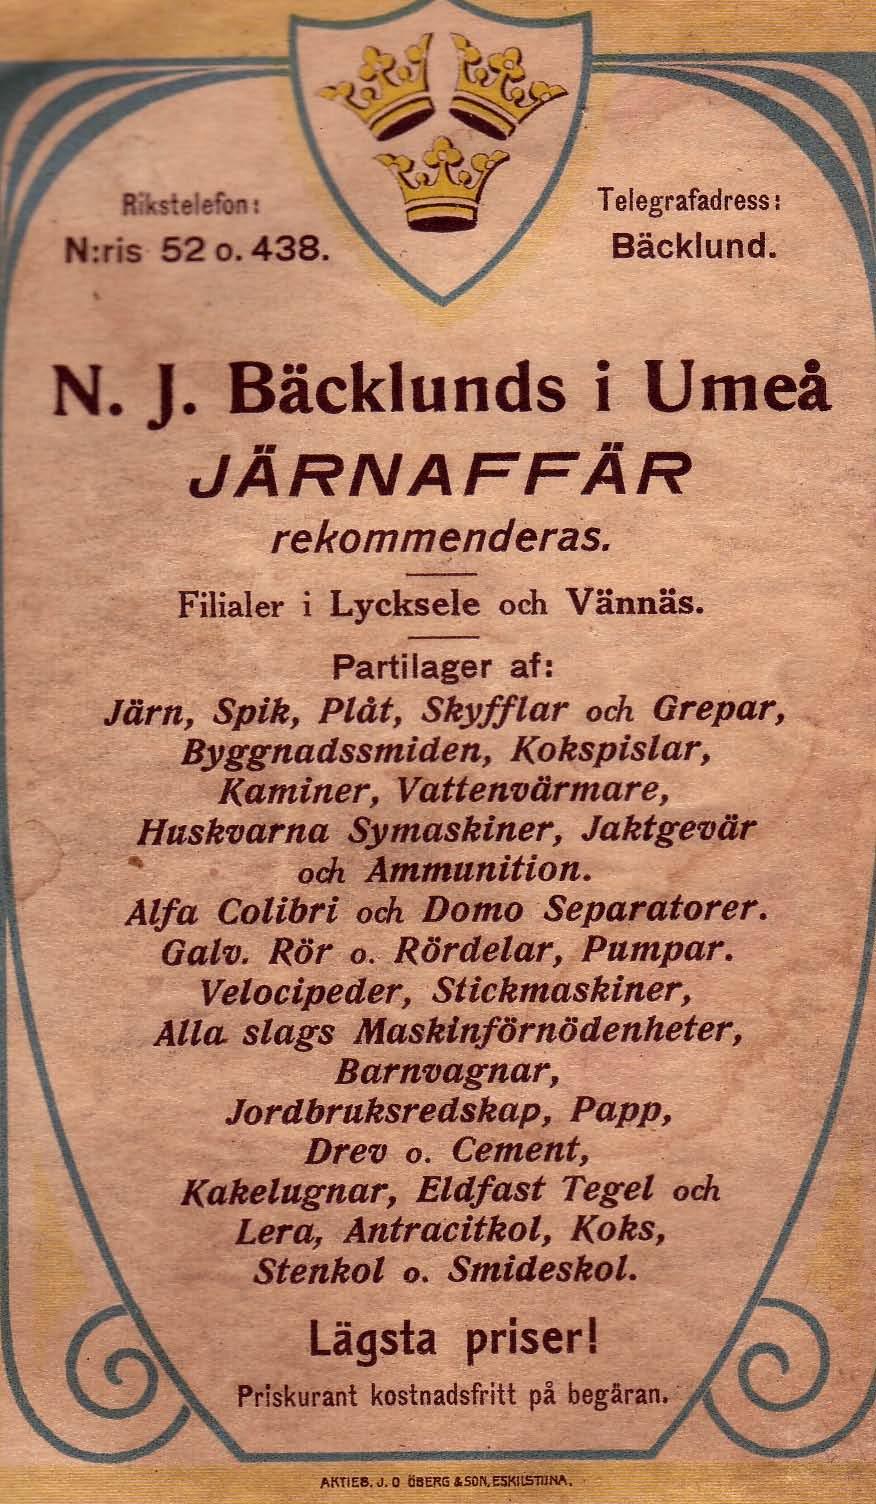 Rikstelefon:
N:ris 52 o. 438.
Telegrafadress:
Bäcklund.
N. J. Bäcklunds i Umeå
JÄRNAFFÄR
rekommenderas.
Filialer i Lycksele och Vännäs.
Partilager af:
Järn, Spik, Plåt, Skyfflar och Grepar,
Byggnadssmiden, Kokspislar,
Kaminer, Vattenvärmare,
Huskvarna Symaskiner, Jaktgevär
och Ammunition.
Alfa Colibri och Domo Separatorer.
Galv. Rör o. Rördelar, Pumpar.
Velocipeder, Stickmaskiner,
Alla slags Maskinförnödenheter,
Barnvagnar,
Jordbruksredskap, Papp,
Drev o. Cement,
Kakelugnar, Eldfast Tegel och
Lera, Antracitkol, Koks,
Stenkol o. Smideskol.
Lägsta priser!
Priskurant kostnadsfritt på begäran.
AKTIEB. J. O ÖBERG & SON, ESKILSTUNA.